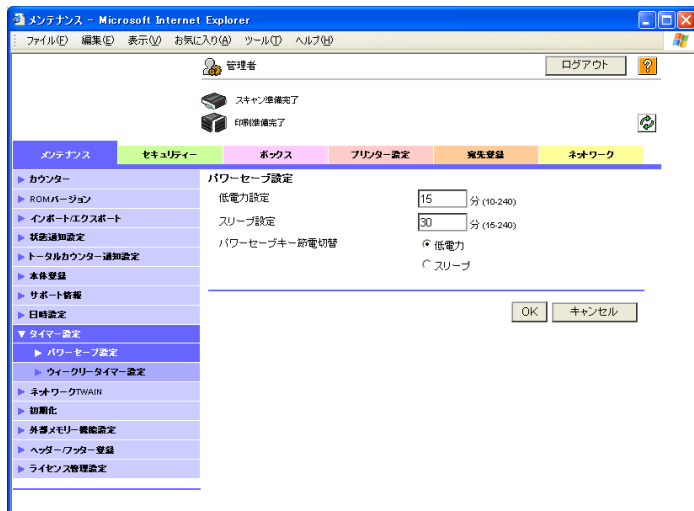 メンテナンス - Microsoft Internet Explorer
ファイル(F) 編集(E) 表示(V) お気に入り(A) ツール(T) ヘルプ(H)
管理者
ログアウト
?
スキャン準備完了
印刷準備完了
メンテナンス セキュリティー ボックス プリンター設定 宛先登録 ネットワーク
カウンター
ROMバージョン
インポート/エクスポート
状態通知設定
トータルカウンター通知設定
本体登録
サポート情報
日時設定
タイマー設定
パワーセーブ設定
ウィークリータイマー設定
ネットワークTWAIN
初期化
外部メモリー機能設定
ヘッダー/フッター登録
ライセンス管理設定
パワーセーブ設定
低電力設定 15 分 (10-240)
スリープ設定 30 分 (15-240)
パワーセーブキー節電切替 低電力
スリープ
OK キャンセル